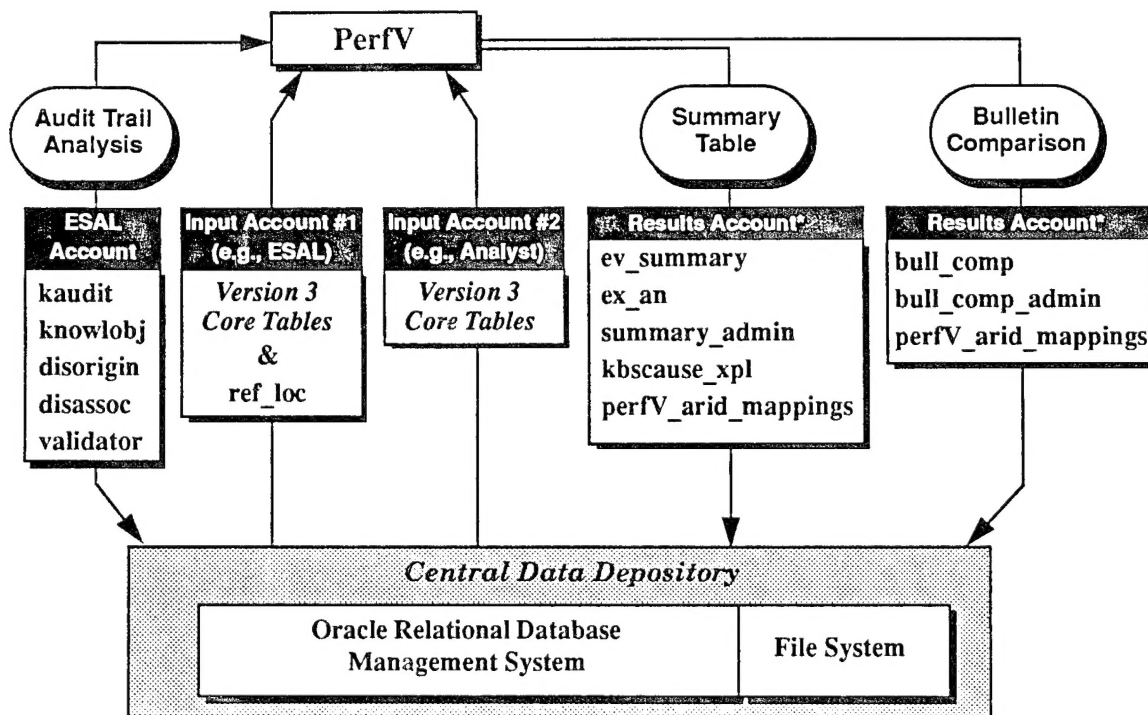 PerfV
Audit Trail
Analysis
Summary
Table
Bulletin
Comparison
ESAL
Account
kaudit
knowlobj
disorigin
disassoc
validator
Input Account #1
(e.g., ESAL)
Version 3
Core Tables
&
ref_loc
Input Account #2
(e.g., Analyst)
Version 3
Core Tables
Results Account*
ev_summary
ex_an
summary_admin
kbscause_xpl
perfV_arid_mappings
Results Account*
bull_comp
bull_comp_admin
perfV_arid_mappings
Central Data Depository
Oracle Relational Database
Management System
File System